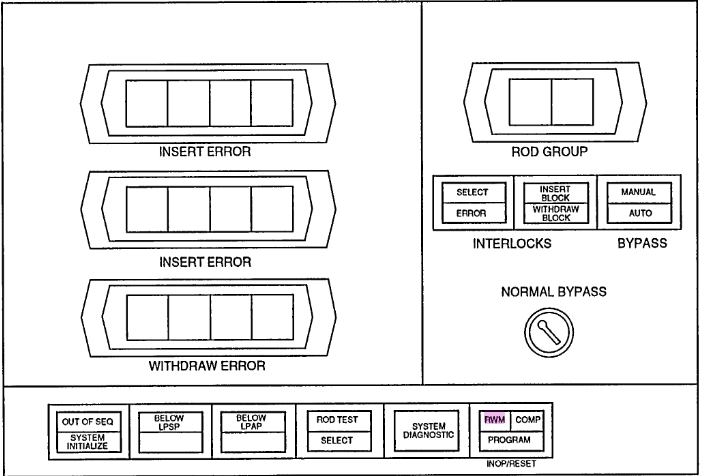 INSERT ERROR
INSERT ERROR
WITHDRAW ERROR
ROD GROUP
SELECT
ERROR
INSERT
BLOCK
WITHDRAW
BLOCK
MANUAL
AUTO
INTERLOCKS
BYPASS
NORMAL BYPASS
OUT OF SEQ
SYSTEM
INITIALIZE
BELOW
LPSP
BELOW
LPAP
ROD TEST
SELECT
SYSTEM
DIAGNOSTIC
RWM COMP
PROGRAM
INOP/RESET